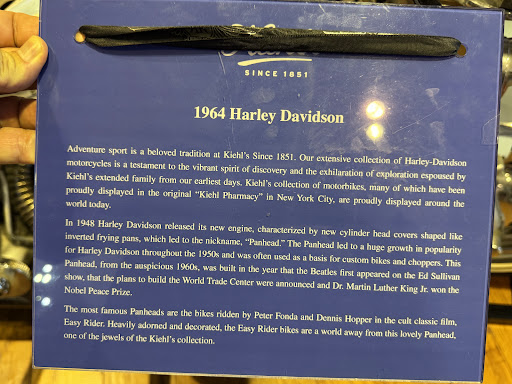 SINCE 1851
1964 Harley Davidson
Adventure sport is a beloved tradition at Kiehl's Since 1851. Our extensive collection of Harley-Davidson
motorcycles is a testament to the vibrant spirit of discovery and the exhilaration of exploration espoused by
Kiehl's extended family from our earliest days. Kiehl's collection of motorbikes, many of which have been
proudly displayed in the original "Kiehl Pharmacy" in New York City, are proudly displayed around the
world today.
In 1948 Harley Davidson released its new engine, characterized by new cylinder head covers shaped like
inverted frying pans, which led to the nickname, "Panhead." The Panhead led to a huge growth in popularity
for Harley Davidson throughout the 1950s and was often used as a basis for custom bikes and choppers. This
Panhead, from the auspicious 1960s, was built in the year that the Beatles first appeared on the Ed Sullivan
show, that the plans to build the World Trade Center were announced and Dr. Martin Luther King Jr. won the
Nobel Peace Prize.
The most famous Panheads are the bikes ridden by Peter Fonda and Dennis Hopper in the cult classic film,
Easy Rider. Heavily adorned and decorated, the Easy Rider bikes are a world away from this lovely Panhead,
one of the jewels of the Kiehl's collection.